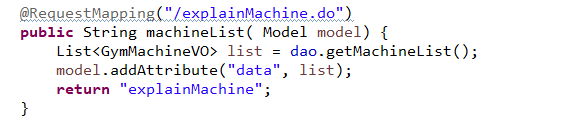 @RequestMapping("/explainMachine.do")
public String machineList( Model model) {
    List<GymMachineVO> list = dao.getMachineList();
    model.addAttribute("data", list);
    return "explainMachine";
}